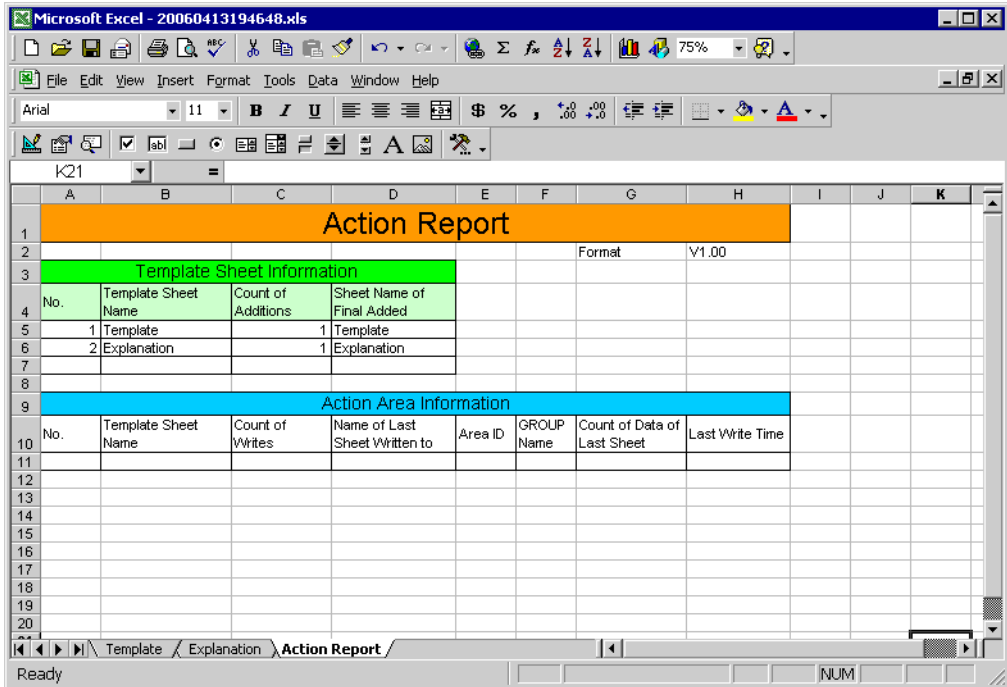 Microsoft Excel - 20060413194648.xls
75%
File Edit View Insert Format Tools Data Window Help
Arial 11 B I U $ % ,
K21 =
A B C D E F G H I J K
1 Action Report
2 Format V1.00
3 Template Sheet Information
Template Sheet Count of Sheet Name of
No.
4 Name Additions Final Added
5 1 Template 1 Template
6 2 Explanation 1 Explanation
7
8
9 Action Area Information
Template Sheet Count of Name of Last GROUP Count of Data of
No. Area ID Last Write Time
10 Name Writes Sheet Written to Name Last Sheet
11
12
13
14
15
16
17
18
19
20
Template Explanation Action Report
Ready NUM